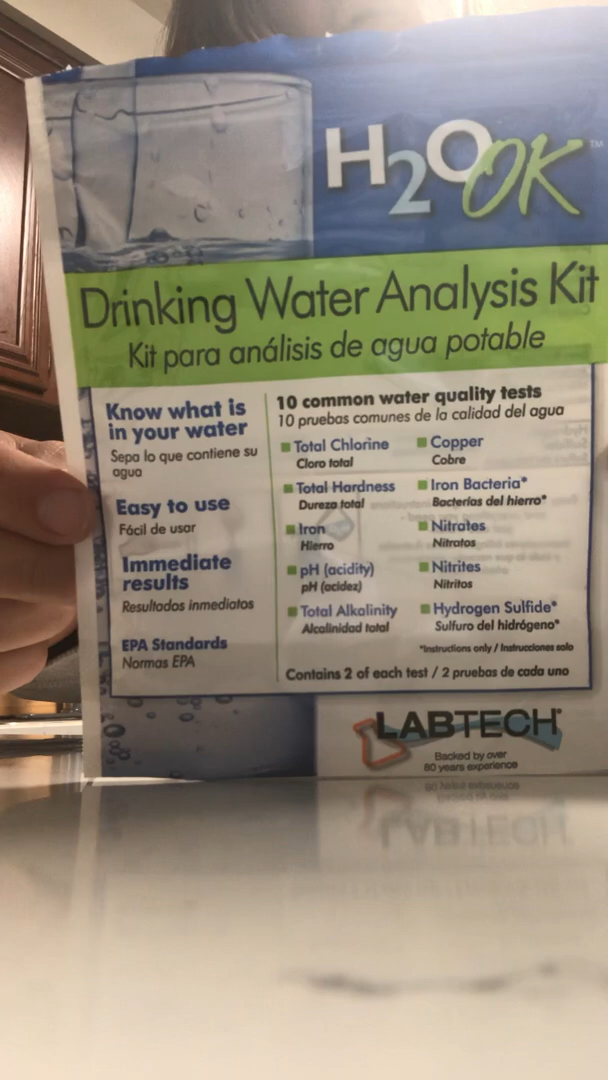 H2O OK™
Drinking Water Analysis Kit
Kit para análisis de agua potable
Know what is
in your water
Sepa lo que contiene su
agua
Easy to use
Fácil de usar
Immediate
results
Resultados inmediatos
EPA Standards
Normas EPA
10 common water quality tests
10 pruebas comunes de la calidad del agua
Total Chlorine
Cloro total
Total Hardness
Dureza total
Iron
Hierro
pH (acidity)
pH (acidez)
Total Alkalinity
Alcalinidad total
Copper
Cobre
Iron Bacteria*
Bacterias del hierro*
Nitrates
Nitratos
Nitrites
Nitritos
Hydrogen Sulfide*
Sulfuro del hidrógeno*
*Instructions only / Instrucciones solo
Contains 2 of each test / 2 pruebas de cada uno
LABTECH®
Backed by over
80 years experience